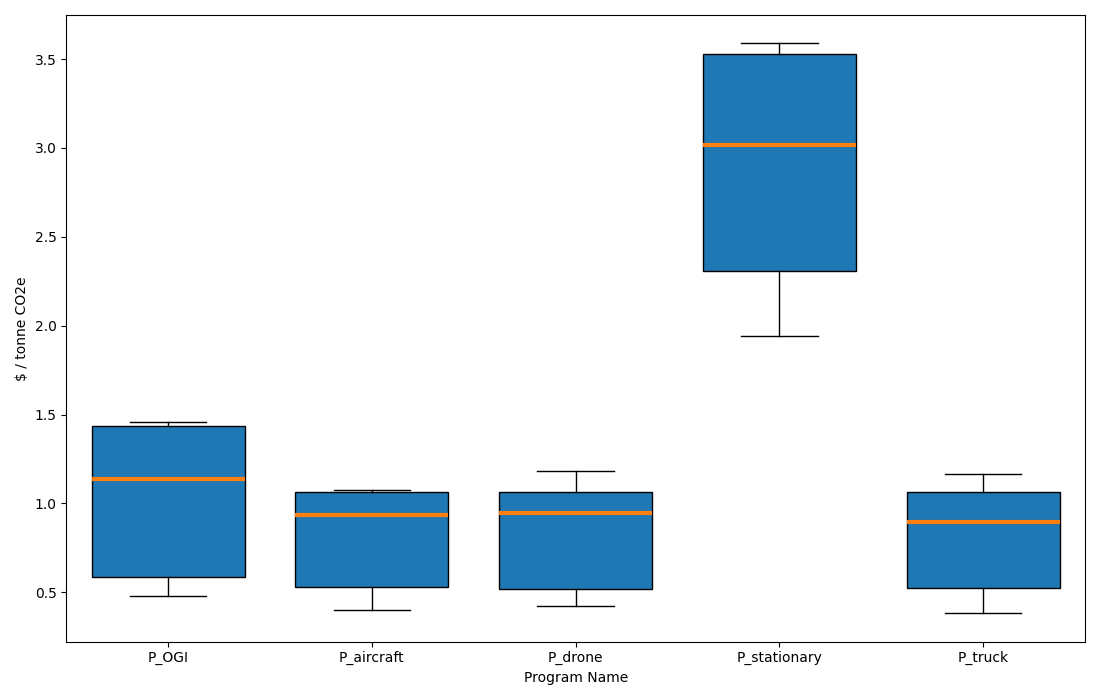 $ / tonne CO2e
3.5
3.0
2.5
2.0
1.5
1.0
0.5
P_OGI P_aircraft P_drone P_stationary P_truck
Program Name